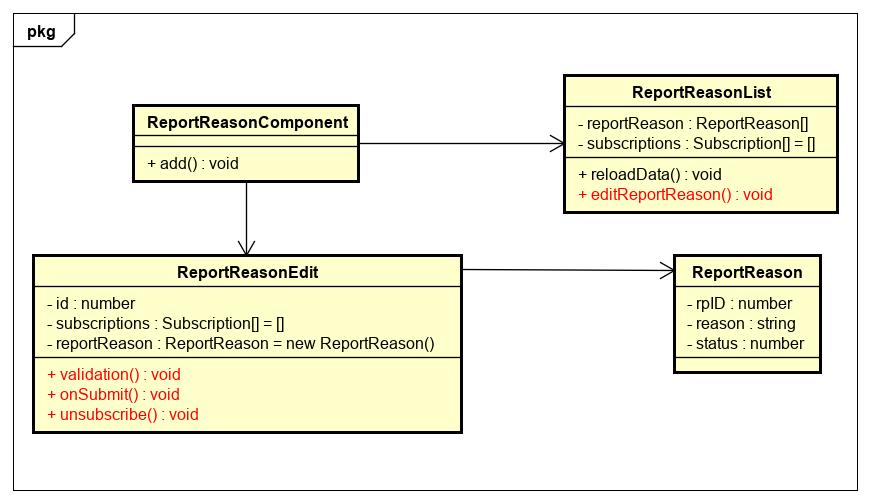 pkg
ReportReasonComponent
+ add() : void
ReportReasonList
- reportReason : ReportReason[]
- subscriptions : Subscription[] = []
+ reloadData() : void
+ editReportReason() : void
ReportReasonEdit
- id : number
- subscriptions : Subscription[] = []
- reportReason : ReportReason = new ReportReason()
+ validation() : void
+ onSubmit() : void
+ unsubscribe() : void
ReportReason
- rpID : number
- reason : string
- status : number